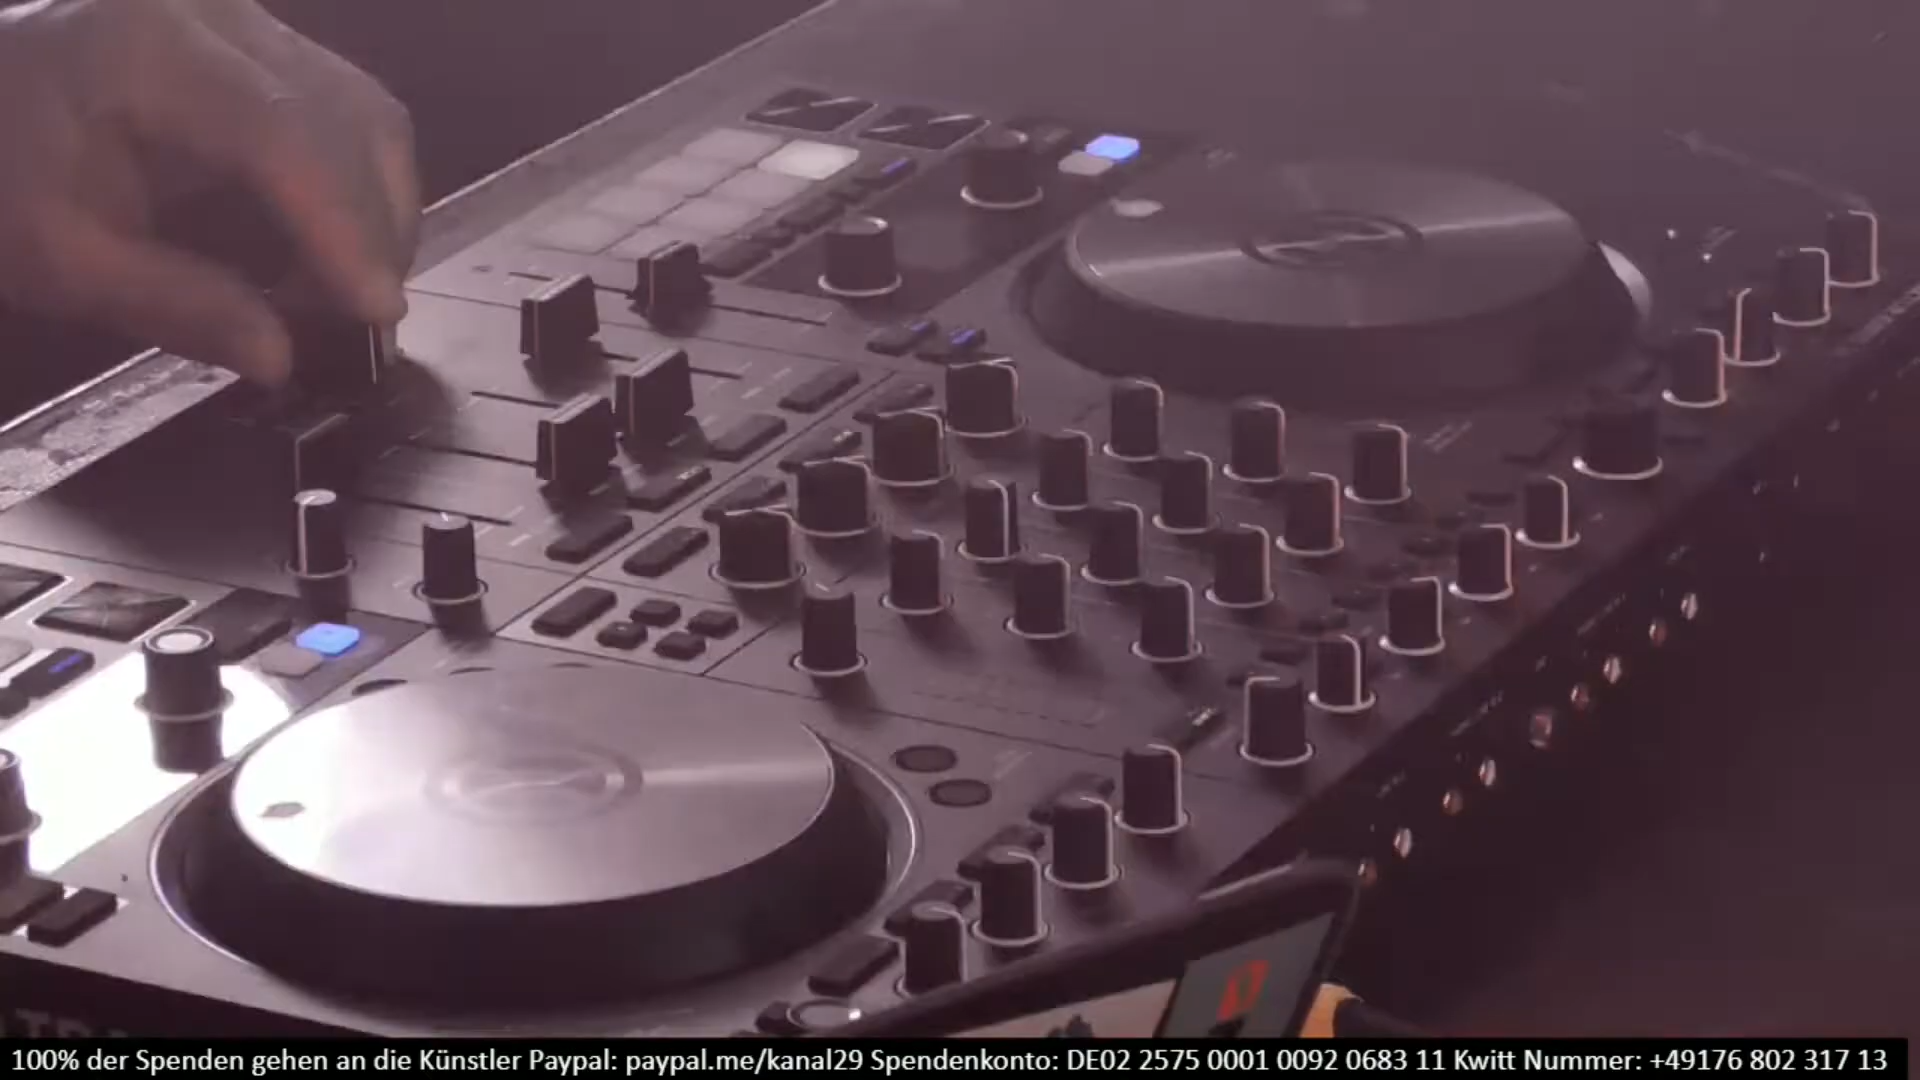 100% der Spenden gehen an die Künstler Paypal: paypal.me/kanal29 Spendenkonto: DE02 2575 0001 0092 0683 11 Kwitt Nummer: +49176 802 317 13